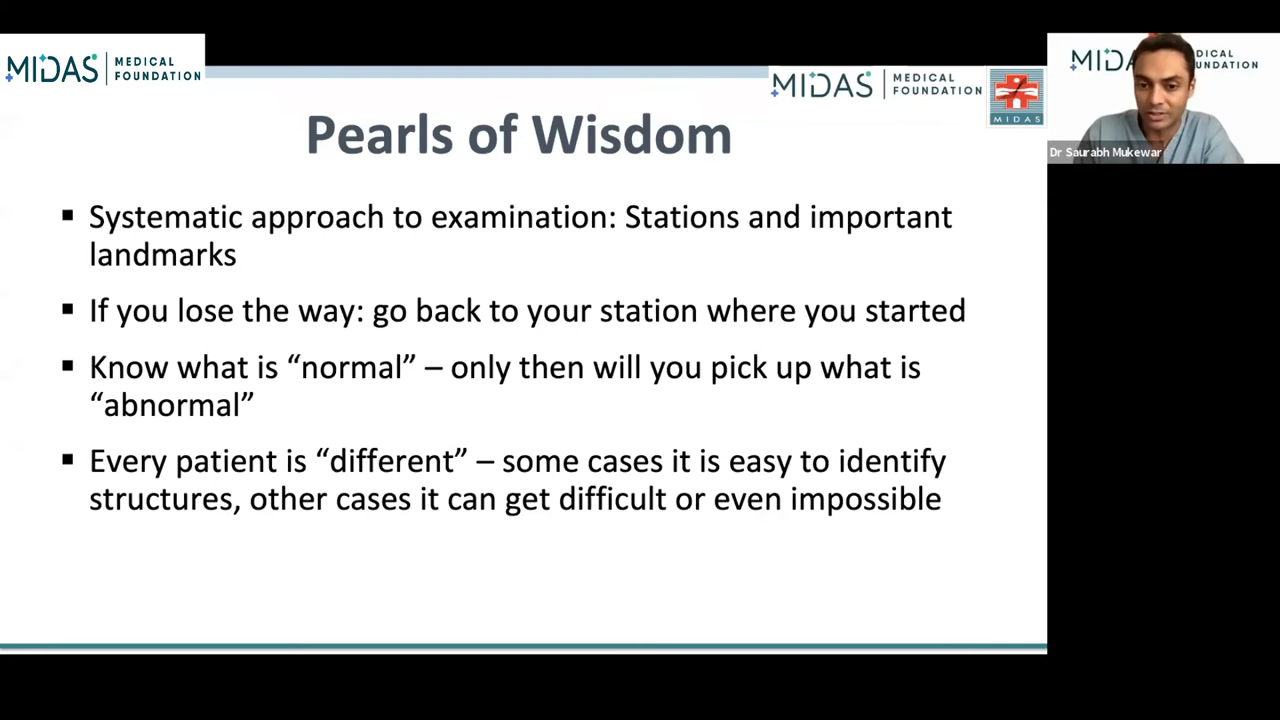 MIDAS MEDICAL FOUNDATION
MIDAS MEDICAL FOUNDATION
MIDAS
Pearls of Wisdom
▪ Systematic approach to examination: Stations and important
landmarks
▪ If you lose the way: go back to your station where you started
▪ Know what is “normal” – only then will you pick up what is
“abnormal”
▪ Every patient is “different” – some cases it is easy to identify
structures, other cases it can get difficult or even impossible
Dr Saurabh Mukewar